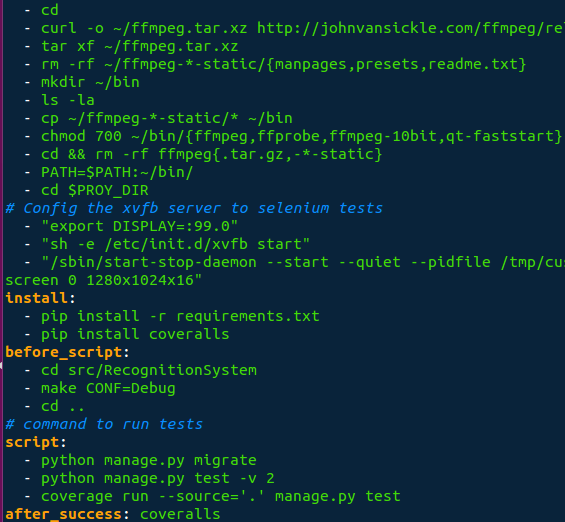 - cd
- curl -o ~/ffmpeg.tar.xz http://johnvansickle.com/ffmpeg/re
- tar xf ~/ffmpeg.tar.xz
- rm -rf ~/ffmpeg-*-static/{manpages,presets,readme.txt}
- mkdir ~/bin
- ls -la
- cp ~/ffmpeg-*-static/* ~/bin
- chmod 700 ~/bin/{ffmpeg,ffprobe,ffmpeg-10bit,qt-faststart}
- cd && rm -rf ffmpeg{.tar.gz,-*-static}
- PATH=$PATH:~/bin/
- cd $PROY_DIR
# Config the xvfb server to selenium tests
- "export DISPLAY=:99.0"
- "sh -e /etc/init.d/xvfb start"
- "/sbin/start-stop-daemon --start --quiet --pidfile /tmp/cus
screen 0 1280x1024x16"
install:
- pip install -r requirements.txt
- pip install coveralls
before_script:
- cd src/RecognitionSystem
- make CONF=Debug
- cd ..
# command to run tests
script:
- python manage.py migrate
- python manage.py test -v 2
- coverage run --source='.' manage.py test
after_success: coveralls